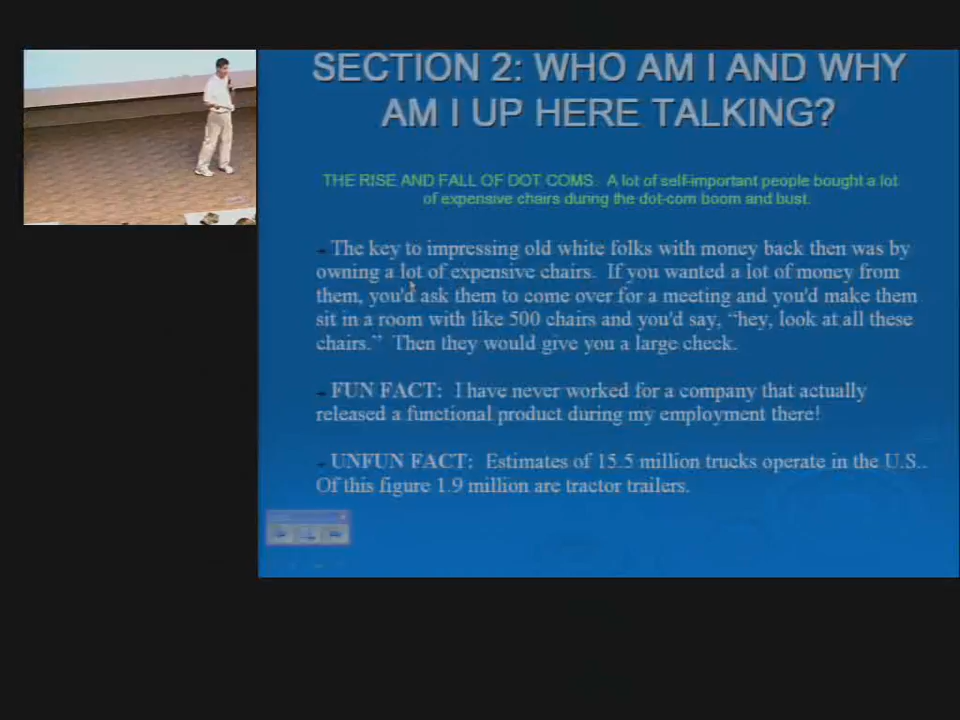 SECTION 2: WHO AM I AND WHY
AM I UP HERE TALKING?
THE RISE AND FALL OF DOT COMS. A lot of self-important people bought a lot
of expensive chairs during the dot-com boom and bust.
- The key to impressing old white folks with money back then was by
owning a lot of expensive chairs. If you wanted a lot of money from
them, you'd ask them to come over for a meeting and you'd make them
sit in a room with like 500 chairs and you'd say, "hey, look at all these
chairs." Then they would give you a large check.
- FUN FACT: I have never worked for a company that actually
released a functional product during my employment there!
- UNFUN FACT: Estimates of 15.5 million trucks operate in the U.S..
Of this figure 1.9 million are tractor trailers.